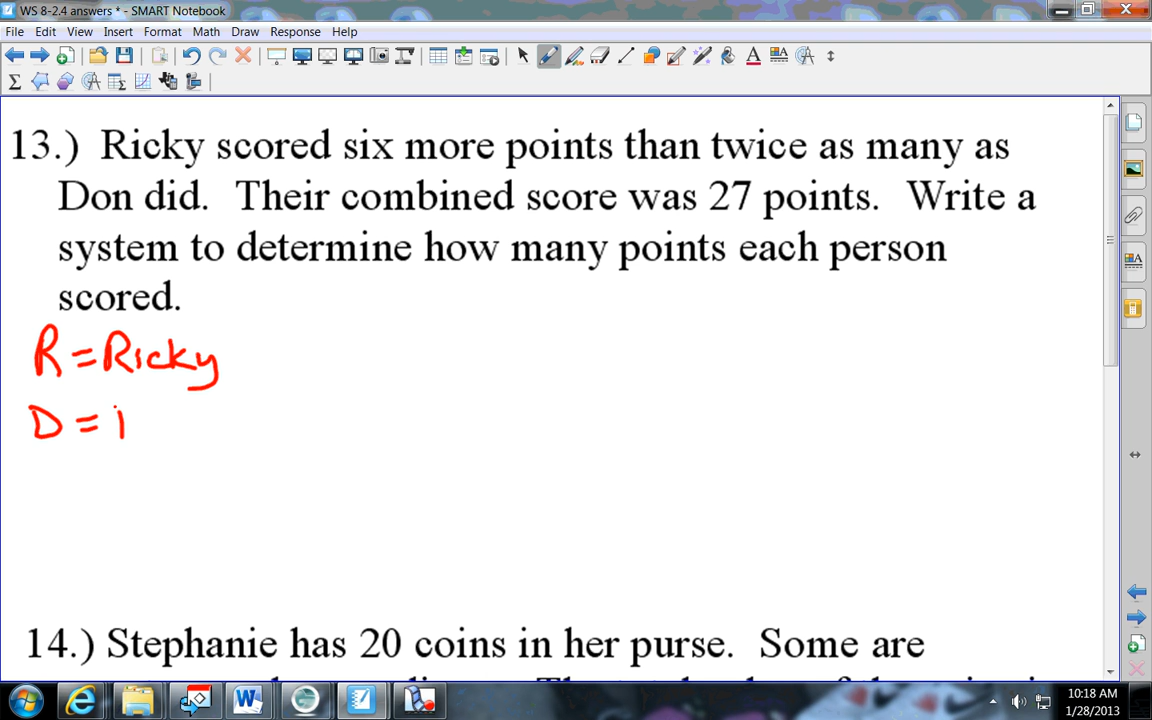 WS 8-2.4 answers * - SMART Notebook
File Edit View Insert Format Math Draw Response Help
13.) Ricky scored six more points than twice as many as
Don did. Their combined score was 27 points. Write a
system to determine how many points each person
scored.
R = Ricky
D = i
14.) Stephanie has 20 coins in her purse. Some are
10:18 AM
1/28/2013